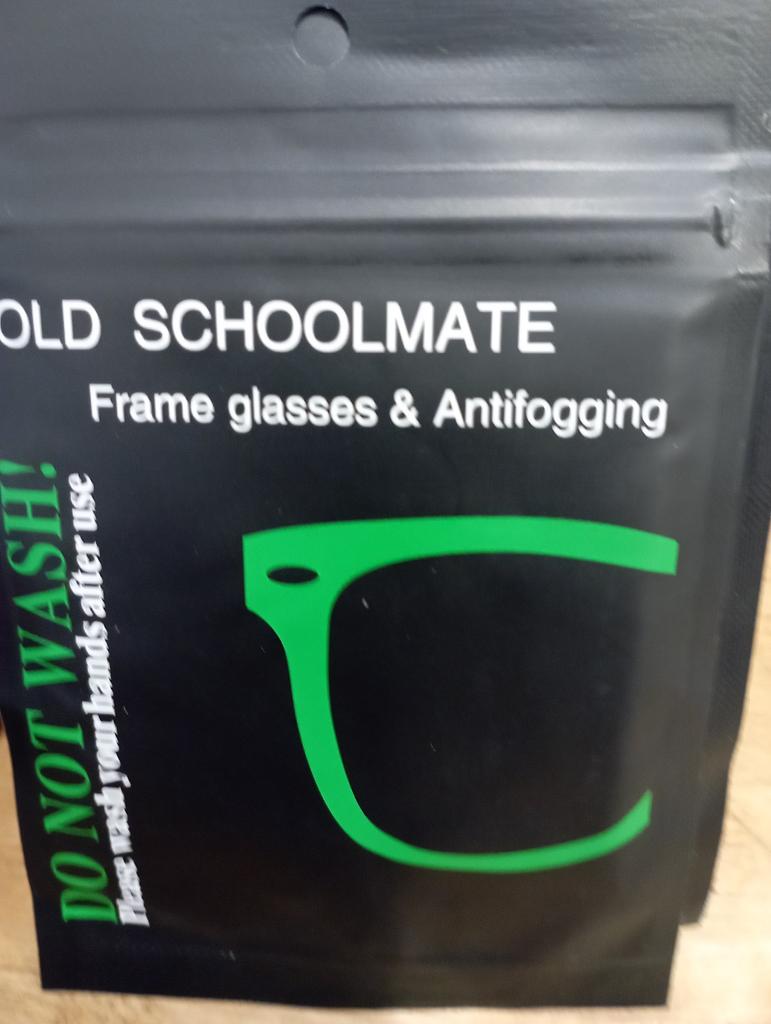 OLD SCHOOLMATE
Frame glasses & Antifogging
DO NOT WASH!
Please wash your hands after use